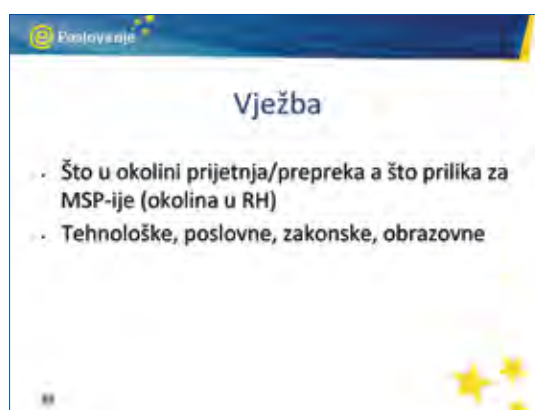 e Poslovanje
Vježba
Što u okolini prijetnja/prepreka a što prilika za
MSP-ije (okolina u RH)
Tehnološke, poslovne, zakonske, obrazovne